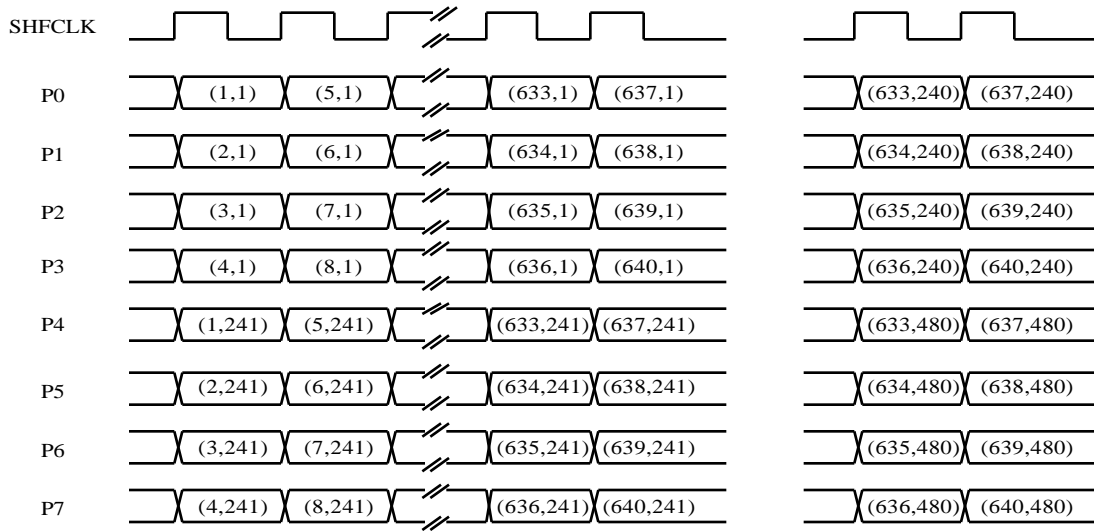 SHFCLK
P0 (1,1) (5,1) (633,1) (637,1) (633,240) (637,240)
P1 (2,1) (6,1) (634,1) (638,1) (634,240) (638,240)
P2 (3,1) (7,1) (635,1) (639,1) (635,240) (639,240)
P3 (4,1) (8,1) (636,1) (640,1) (636,240) (640,240)
P4 (1,241) (5,241) (633,241) (637,241) (633,480) (637,480)
P5 (2,241) (6,241) (634,241) (638,241) (634,480) (638,480)
P6 (3,241) (7,241) (635,241) (639,241) (635,480) (639,480)
P7 (4,241) (8,241) (636,241) (640,241) (636,480) (640,480)